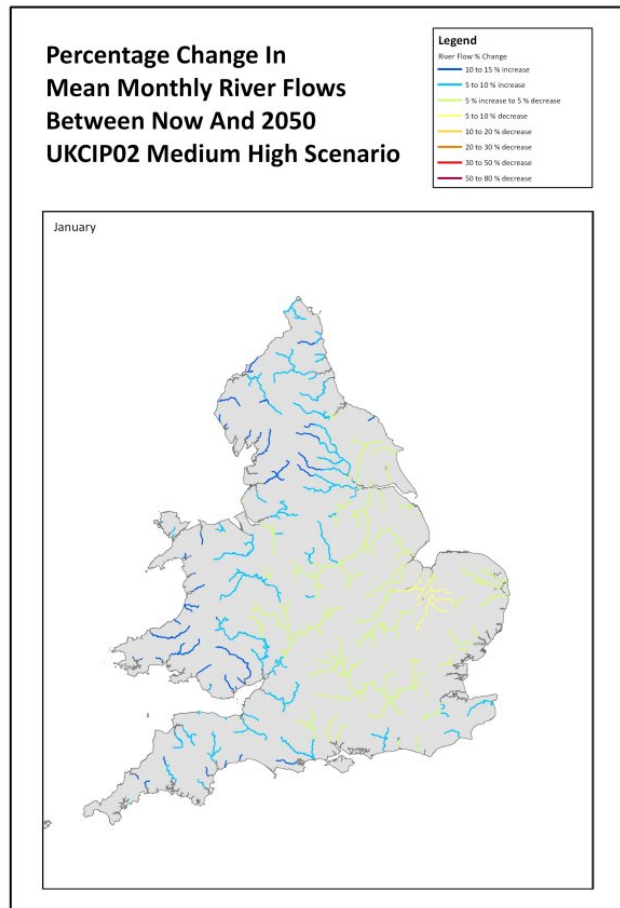 Percentage Change In
Mean Monthly River Flows
Between Now And 2050
UKCIP02 Medium High Scenario
Legend
River Flow % Change
10 to 15 % increase
5 to 10 % increase
5 % increase to 5 % decrease
5 to 10 % decrease
10 to 20 % decrease
20 to 30 % decrease
30 to 50 % decrease
50 to 80 % decrease
January